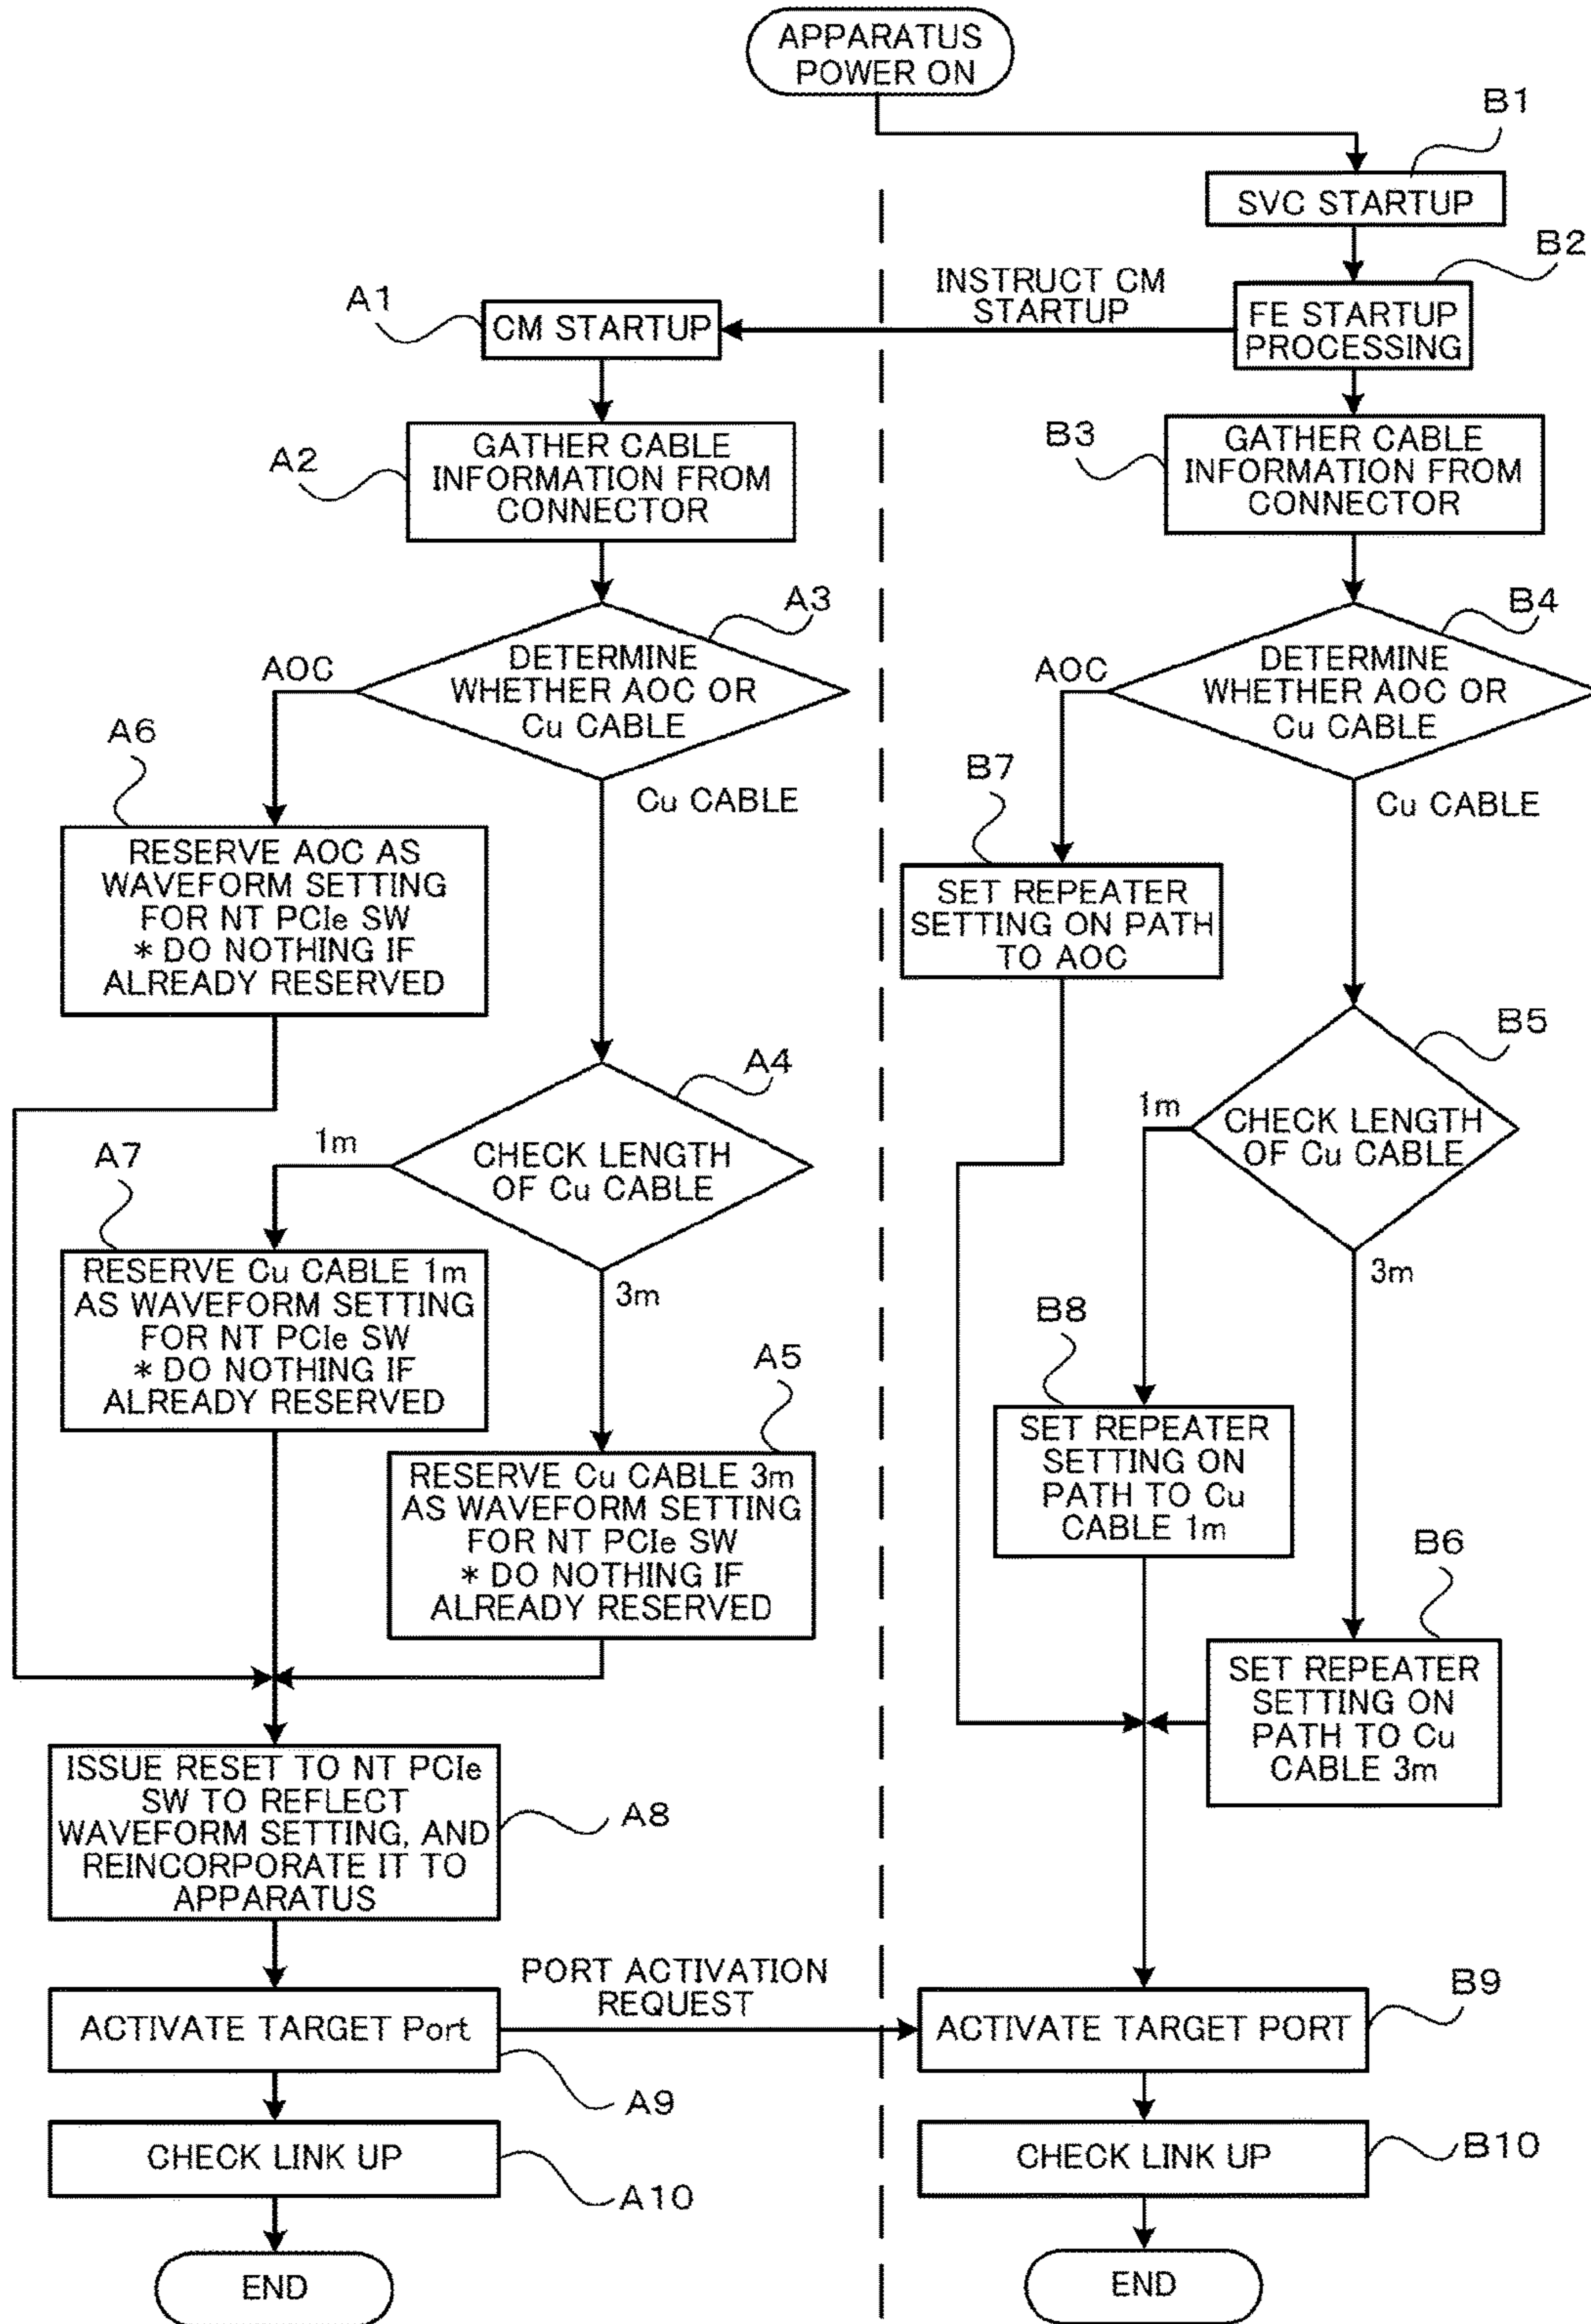 APPARATUS
POWER ON
B1
SVC STARTUP
B2
INSTRUCT CM
STARTUP
A1
CM STARTUP
FE STARTUP
PROCESSING
A2
GATHER CABLE
INFORMATION FROM
CONNECTOR
B3
GATHER CABLE
INFORMATION FROM
CONNECTOR
A3
B4
AOC
DETERMINE
WHETHER AOC OR
Cu CABLE
AOC
DETERMINE
WHETHER AOC OR
Cu CABLE
A6
Cu CABLE
B7
Cu CABLE
RESERVE AOC AS
WAVEFORM SETTING
FOR NT PCIe SW
* DO NOTHING IF
ALREADY RESERVED
SET REPEATER
SETTING ON PATH
TO AOC
A4
B5
1m
CHECK LENGTH
OF Cu CABLE
1m
CHECK LENGTH
OF Cu CABLE
A7
3m
3m
RESERVE Cu CABLE 1m
AS WAVEFORM SETTING
FOR NT PCIe SW
* DO NOTHING IF
ALREADY RESERVED
B8
A5
SET REPEATER
SETTING ON
PATH TO Cu
CABLE 1m
RESERVE Cu CABLE 3m
AS WAVEFORM SETTING
FOR NT PCIe SW
* DO NOTHING IF
ALREADY RESERVED
B6
SET REPEATER
SETTING ON
PATH TO Cu
CABLE 3m
ISSUE RESET TO NT PCIe
SW TO REFLECT
WAVEFORM SETTING, AND
REINCORPORATE IT TO
APPARATUS
A8
PORT ACTIVATION
REQUEST
ACTIVATE TARGET Port
A9
ACTIVATE TARGET PORT
B9
CHECK LINK UP
A10
CHECK LINK UP
B10
END
END